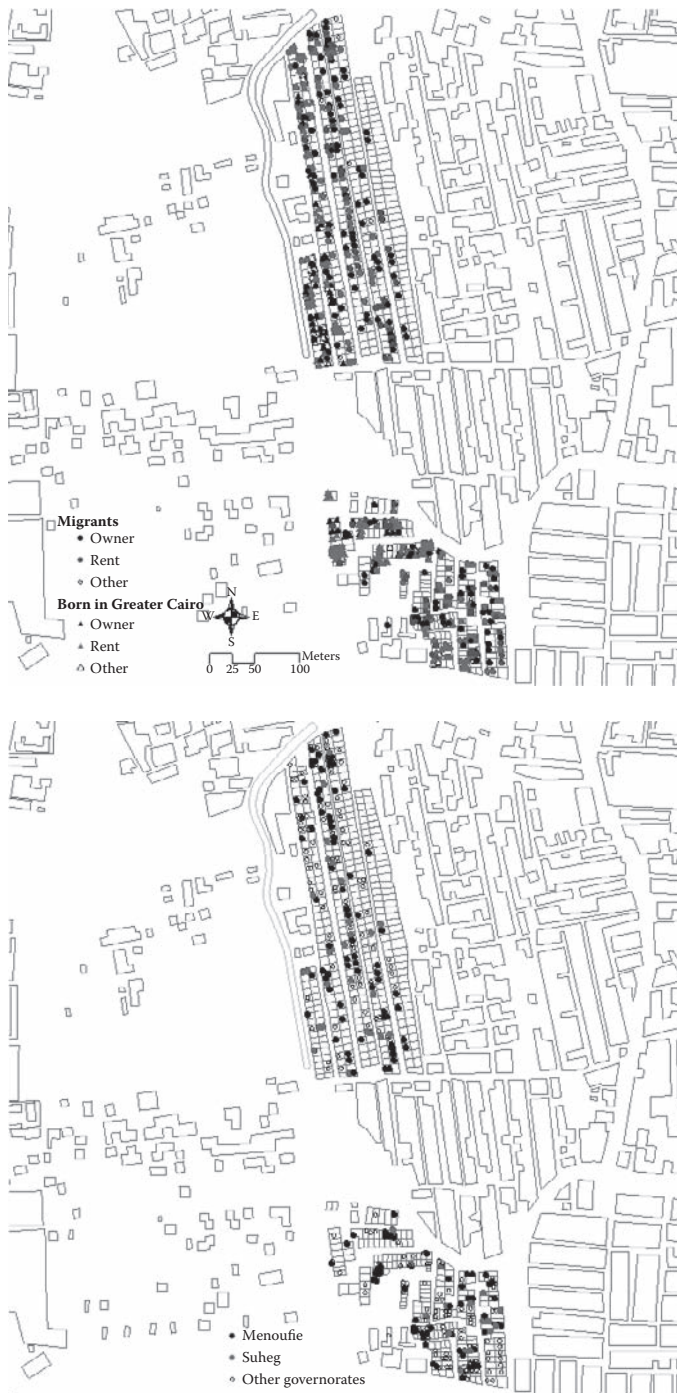 Migrants
Owner
Rent
Other
Born in Greater Cairo
Owner
Rent
Other
N
W E
S
Meters
0 25 50 100
Menoufie
Suheg
Other governorates